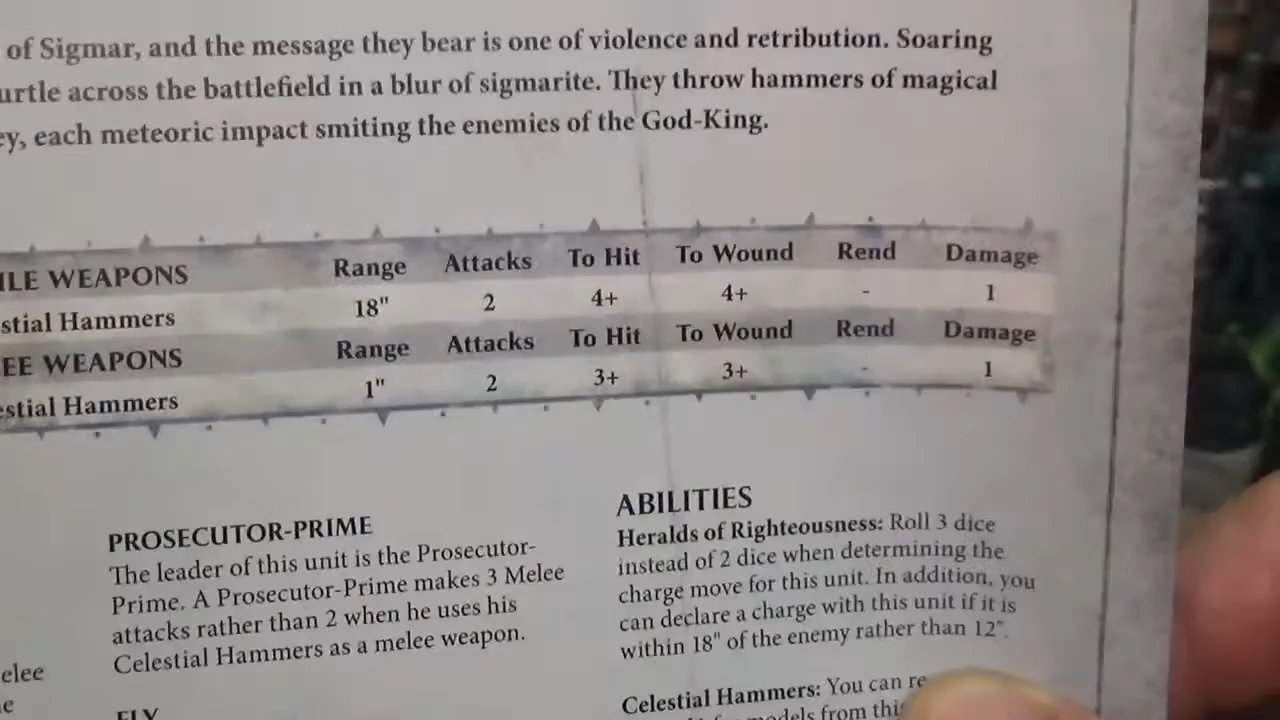 of Sigmar, and the message they bear is one of violence and retribution. Soaring
urtle across the battlefield in a blur of sigmarite. They throw hammers of magical
ey, each meteoric impact smiting the enemies of the God-King.
ILE WEAPONS Range Attacks To Hit To Wound Rend Damage
stial Hammers 18" 2 4+ 4+ - 1
EE WEAPONS Range Attacks To Hit To Wound Rend Damage
estial Hammers 1" 2 3+ 3+ - 1
elee
PROSECUTOR-PRIME
The leader of this unit is the Prosecutor-
Prime. A Prosecutor-Prime makes 3 Melee
attacks rather than 2 when he uses his
Celestial Hammers as a melee weapon.
FLY
ABILITIES
Heralds of Righteousness: Roll 3 dice
instead of 2 dice when determining the
charge move for this unit. In addition, you
can declare a charge with this unit if it is
within 18" of the enemy rather than 12".
Celestial Hammers: You can re
models from this